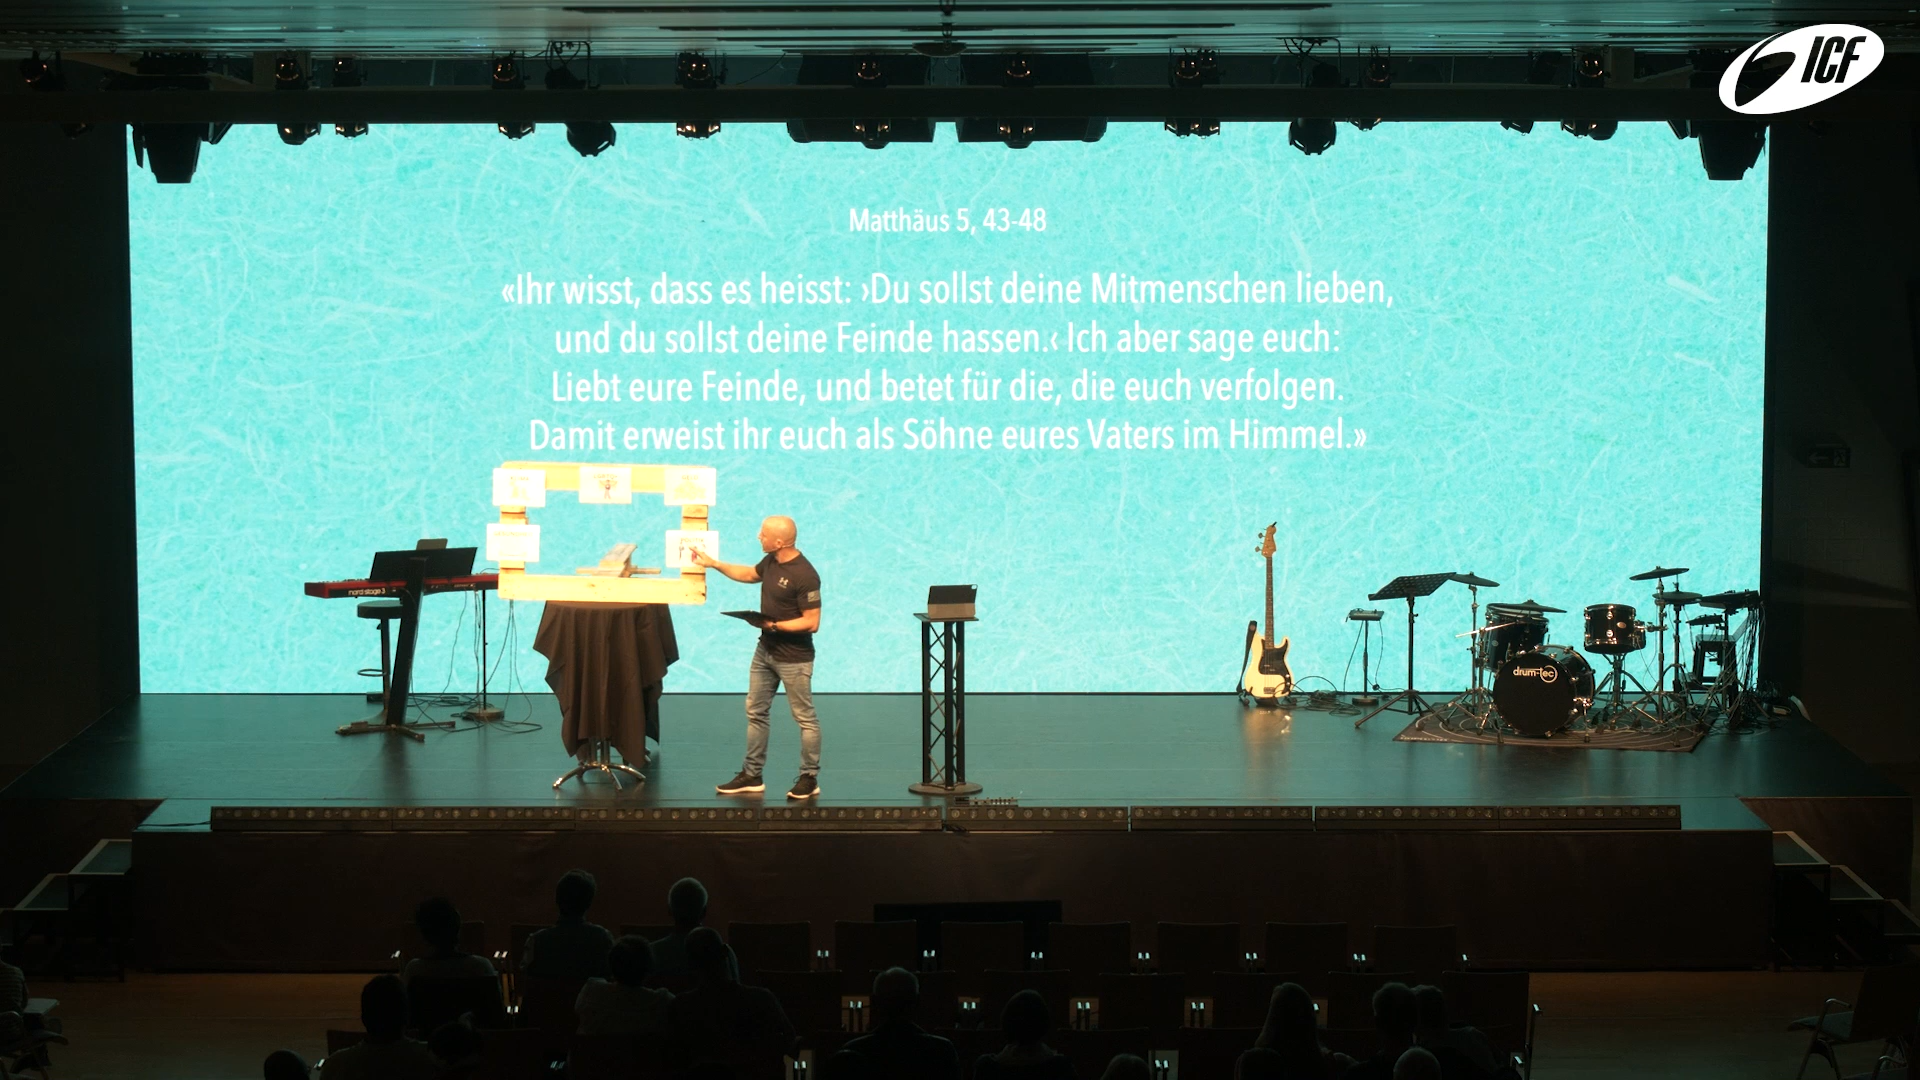 ICF
Matthäus 5, 43-48
«Ihr wisst, dass es heisst: ›Du sollst deine Mitmenschen lieben,
und du sollst deine Feinde hassen.‹ Ich aber sage euch:
Liebt eure Feinde, und betet für die, die euch verfolgen.
Damit erweist ihr euch als Söhne eures Vaters im Himmel.»
nord stage 3
drum-tec